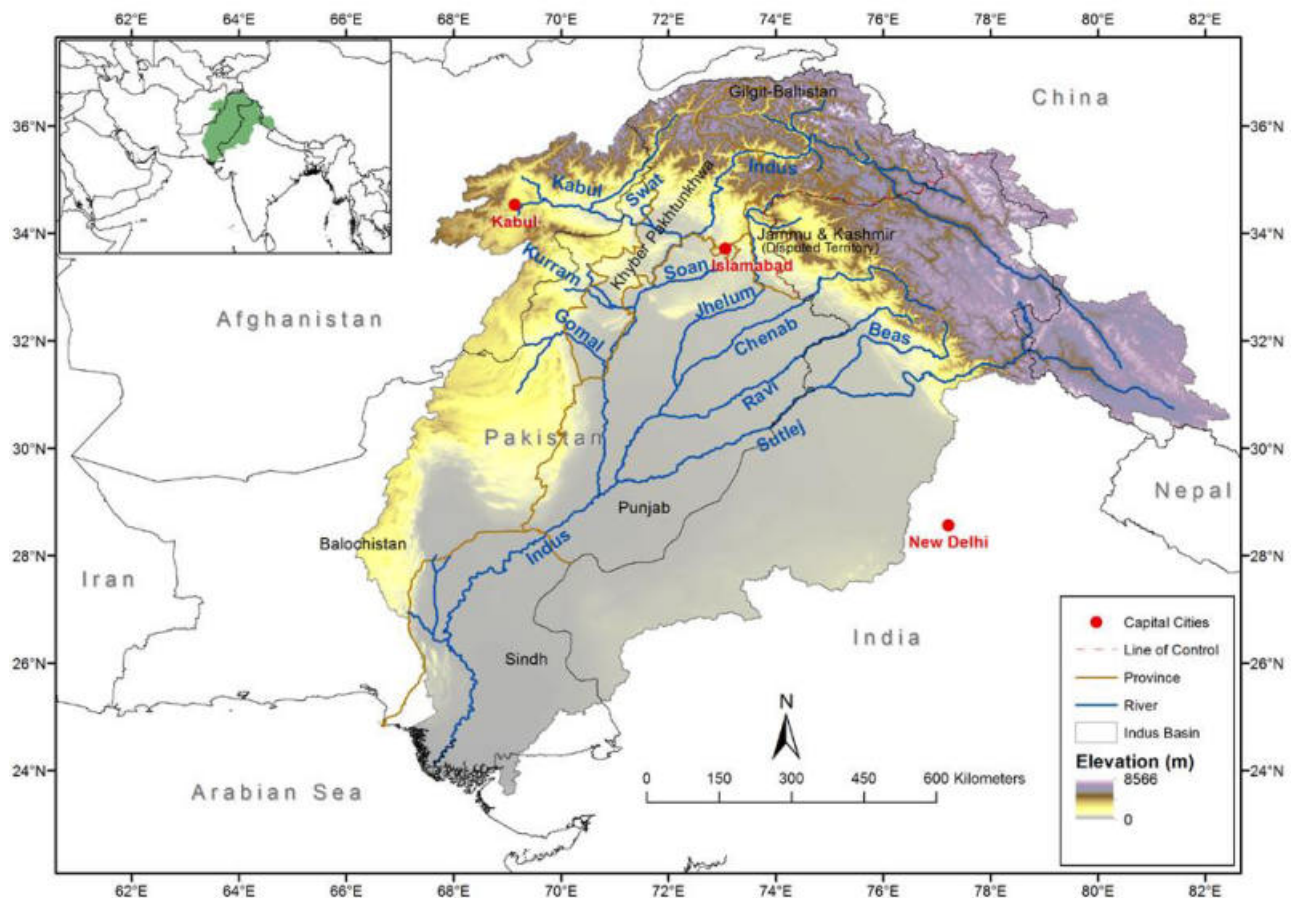 62°E 64°E 66°E 68°E 70°E 72°E 74°E 76°E 78°E 80°E 82°E
Gilgit-Baltistan
China
36°N 36°N
Indus
Kabul
Swat
Khyber Pakhtunkhwa
Kabul
34°N 34°N
Jammu & Kashmir
(Disputed Territory)
Islamabad
Kurram
Soan
Jhelum
Afghanistan
Gomal
Chenab
Beas
32°N 32°N
Ravi
Sutlej
Pakistan
30°N 30°N
Nepal
Punjab
New Delhi
Balochistan
Indus
28°N 28°N
Iran
India
Sindh
26°N 26°N
Capital Cities
Line of Control
Province
River
Indus Basin
N
Elevation (m)
8566
0
24°N 24°N
0 150 300 450 600 Kilometers
Arabian Sea
62°E 64°E 66°E 68°E 70°E 72°E 74°E 76°E 78°E 80°E 82°E